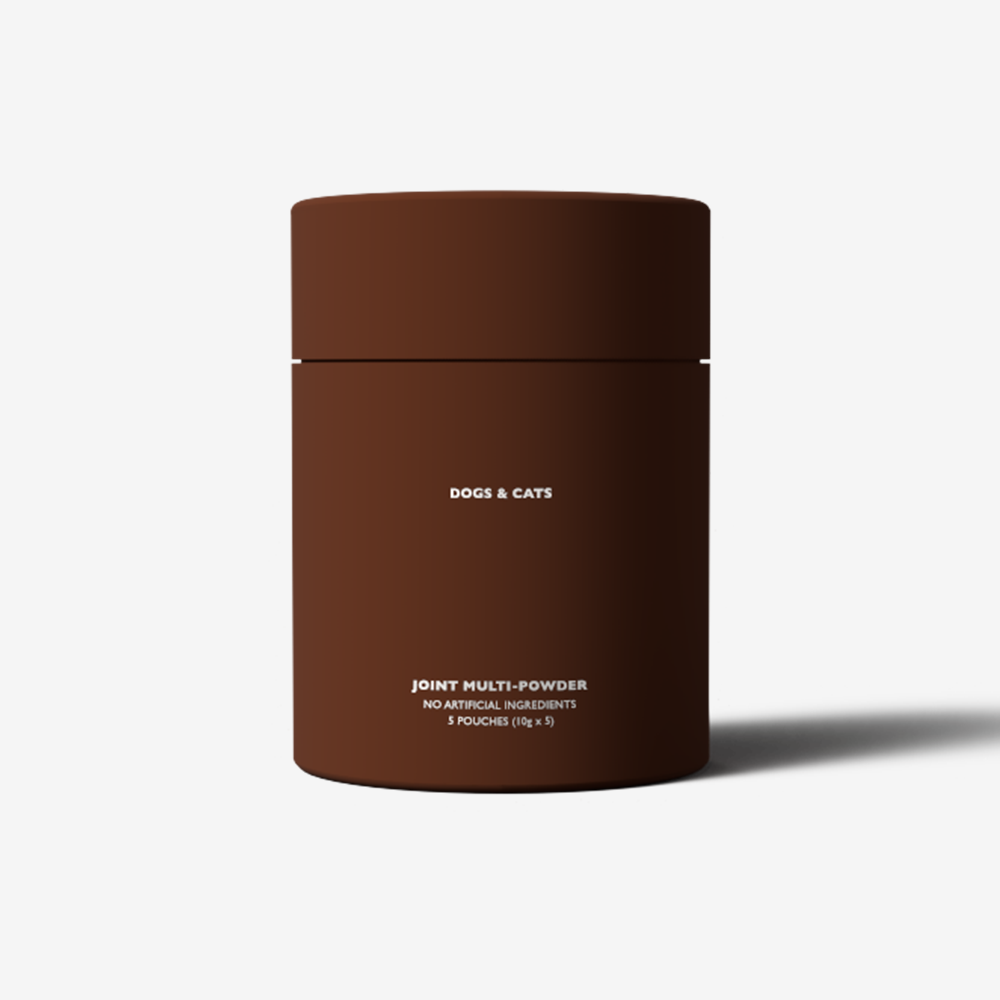 DOGS & CATS
JOINT MULTI-POWDER
NO ARTIFICIAL INGREDIENTS
5 POUCHES (10g x 5)